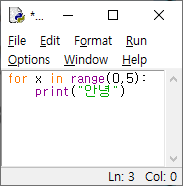 *...
File Edit Format Run
Options Window Help
for x in range(0,5):
    print("안녕")
Ln: 3 Col: 0